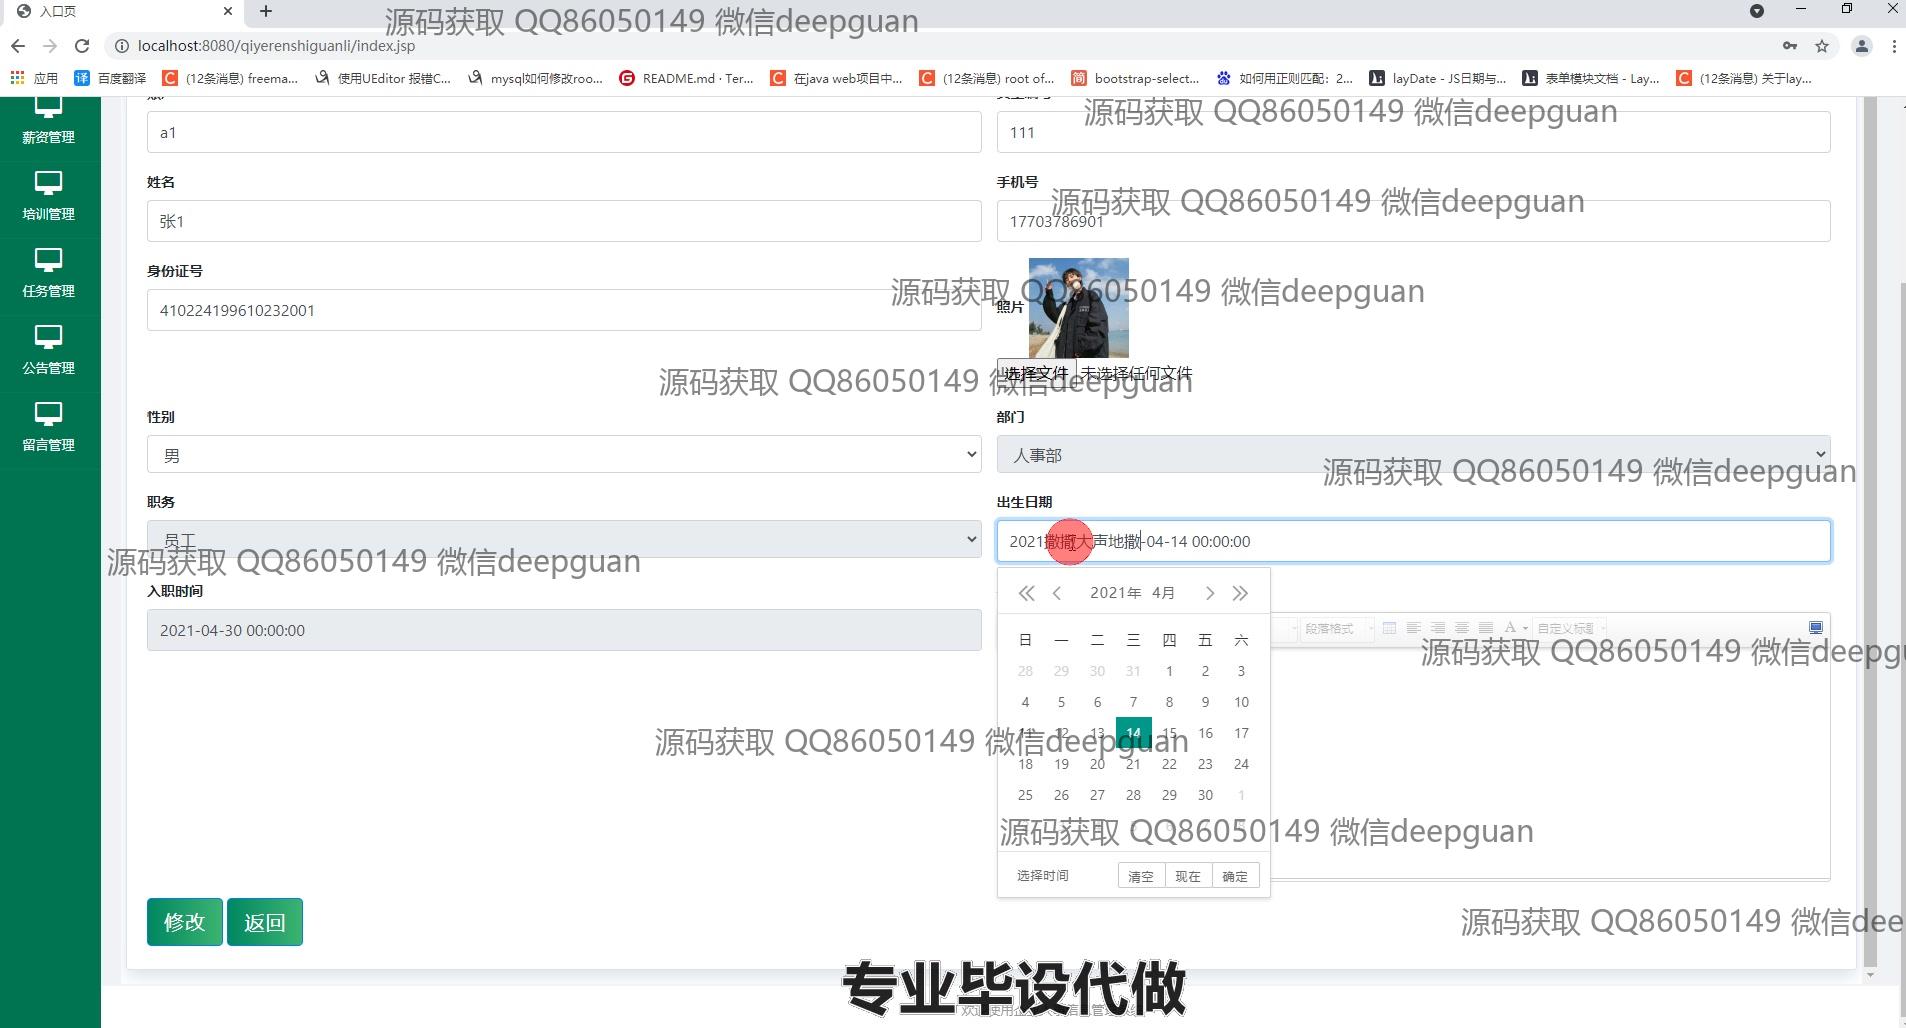 入口页
源码获取 QQ86050149 微信deepguan
localhost:8080/qiyerenshiguanli/index.jsp
应用 百度翻译 (12条消息) freema... 使用UEditor 报错C... mysql如何修改roo... README.md · Ter... 在java web项目中... (12条消息) root of... bootstrap-select... 如何用正则匹配：2... layDate - JS日期与... 表单模块文档 - Lay... (12条消息) 关于lay...
源码获取 QQ86050149 微信deepguan
薪资管理
a1
111
姓名
手机号
培训管理
源码获取 QQ86050149 微信deepguan
张1
17703786901
身份证号
任务管理
源码获取 QQ86050149 微信deepguan
照片
410224199610232001
公告管理
选择文件 未选择任何文件
源码获取 QQ86050149 微信deepguan
性别
部门
留言管理
男
人事部
源码获取 QQ86050149 微信deepguan
职务
出生日期
员工
2021撒撒大声地撒-04-14 00:00:00
源码获取 QQ86050149 微信deepguan
入职时间
2021年 4月
2021-04-30 00:00:00
段落格式 自定义标题
日 一 二 三 四 五 六
源码获取 QQ86050149 微信deepgu
28 29 30 31 1 2 3
4 5 6 7 8 9 10
11 12 13 14 15 16 17
源码获取 QQ86050149 微信deepguan
18 19 20 21 22 23 24
25 26 27 28 29 30 1
源码获取 QQ86050149 微信deepguan
选择时间 清空 现在 确定
修改 返回
源码获取 QQ86050149 微信dee
专业毕设代做